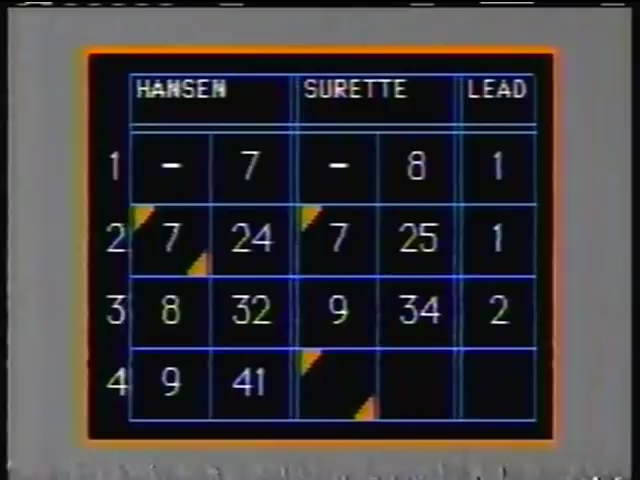 HANSEN SURETTE LEAD
1 - 7 - 8 1
2 7 24 7 25 1
3 8 32 9 34 2
4 9 41